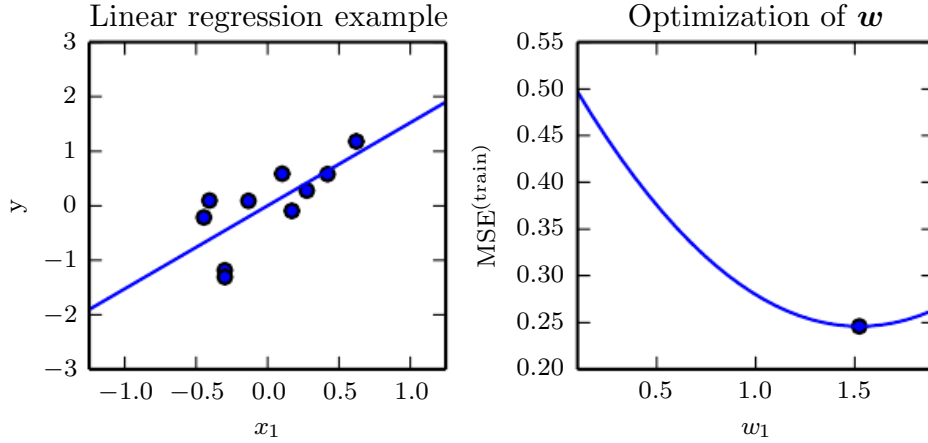 Linear regression example
3
2
1
0
−1
−2
−3
y
−1.0 −0.5 0.0 0.5 1.0
x1
Optimization of w
0.55
0.50
0.45
0.40
0.35
0.30
0.25
0.20
MSE(train)
0.5 1.0 1.5
w1